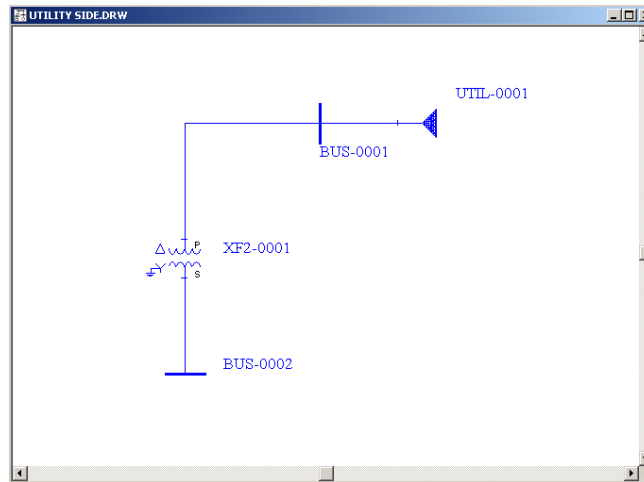 UTILITY SIDE.DRW
UTIL-0001
BUS-0001
P
XF2-0001
S
BUS-0002